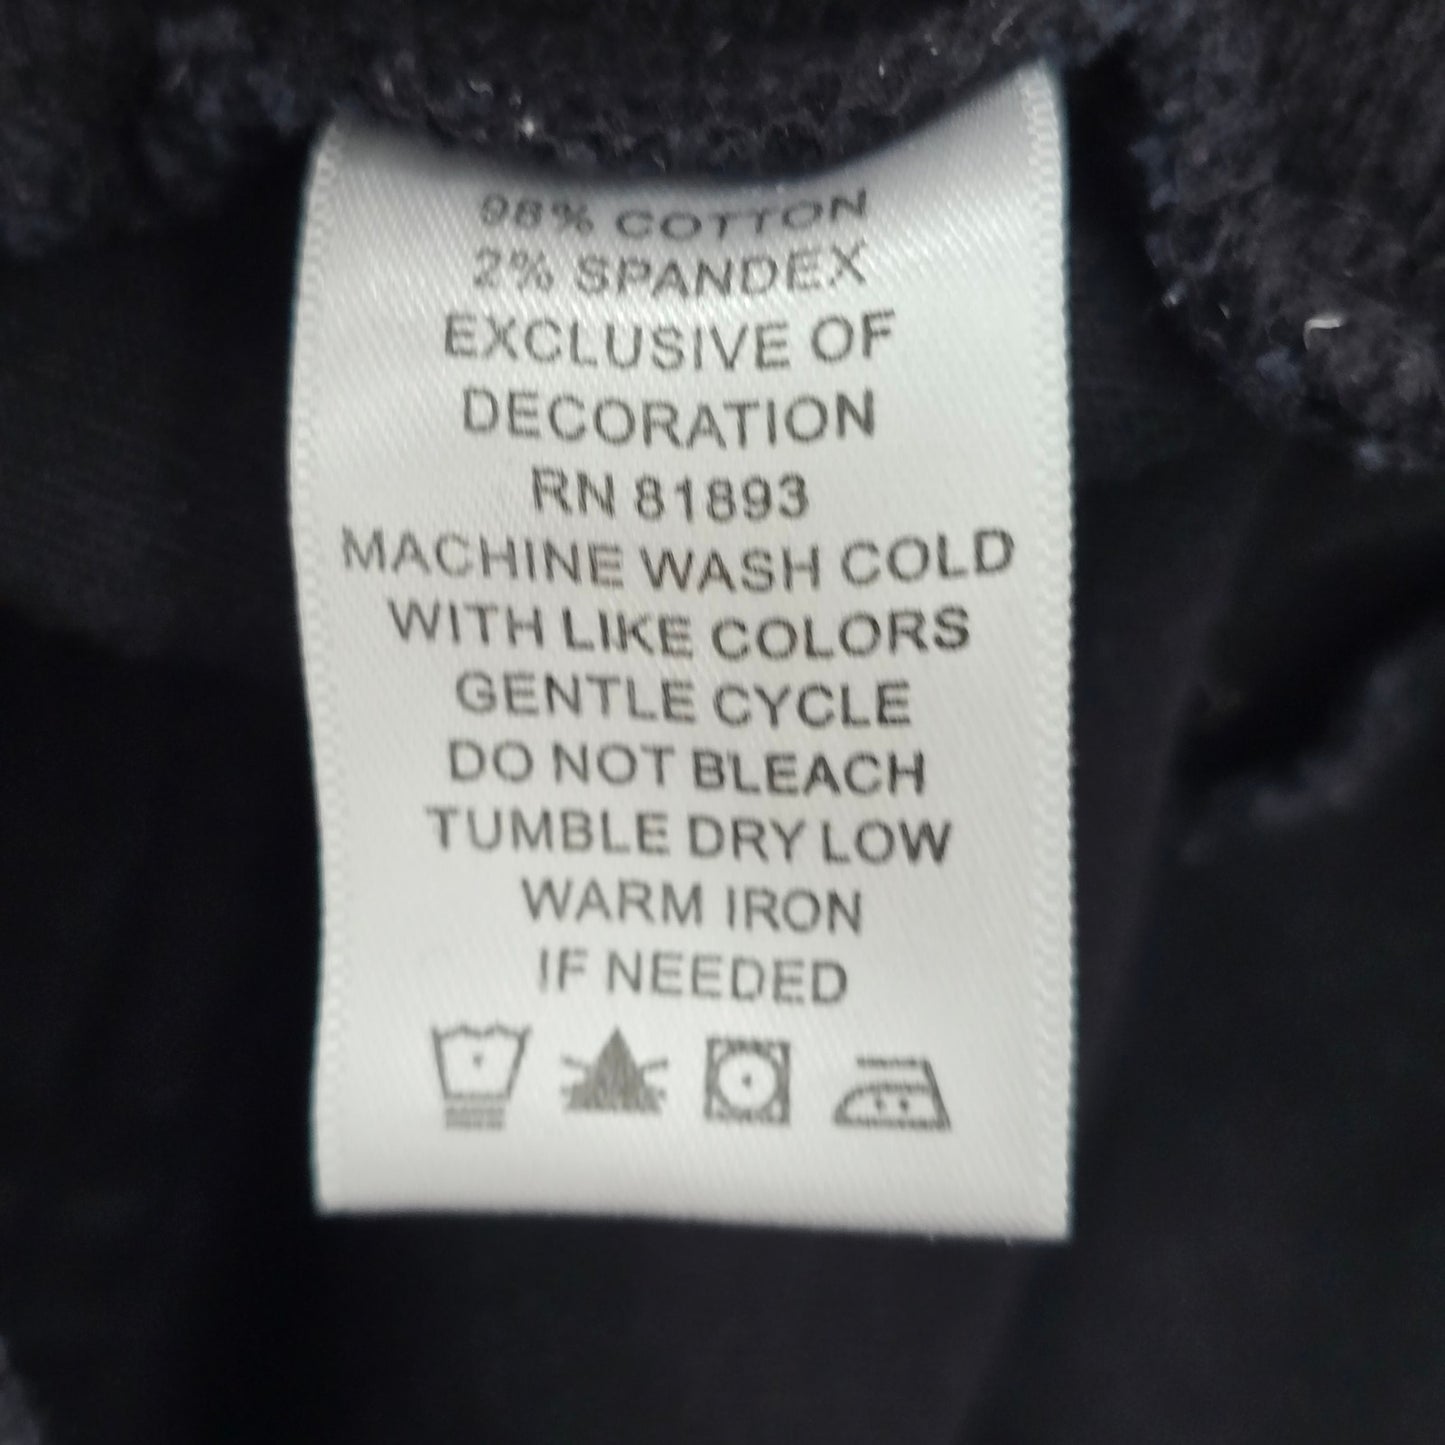 98% COTTON
2% SPANDEX
EXCLUSIVE OF
DECORATION
RN 81893
MACHINE WASH COLD
WITH LIKE COLORS
GENTLE CYCLE
DO NOT BLEACH
TUMBLE DRY LOW
WARM IRON
IF NEEDED